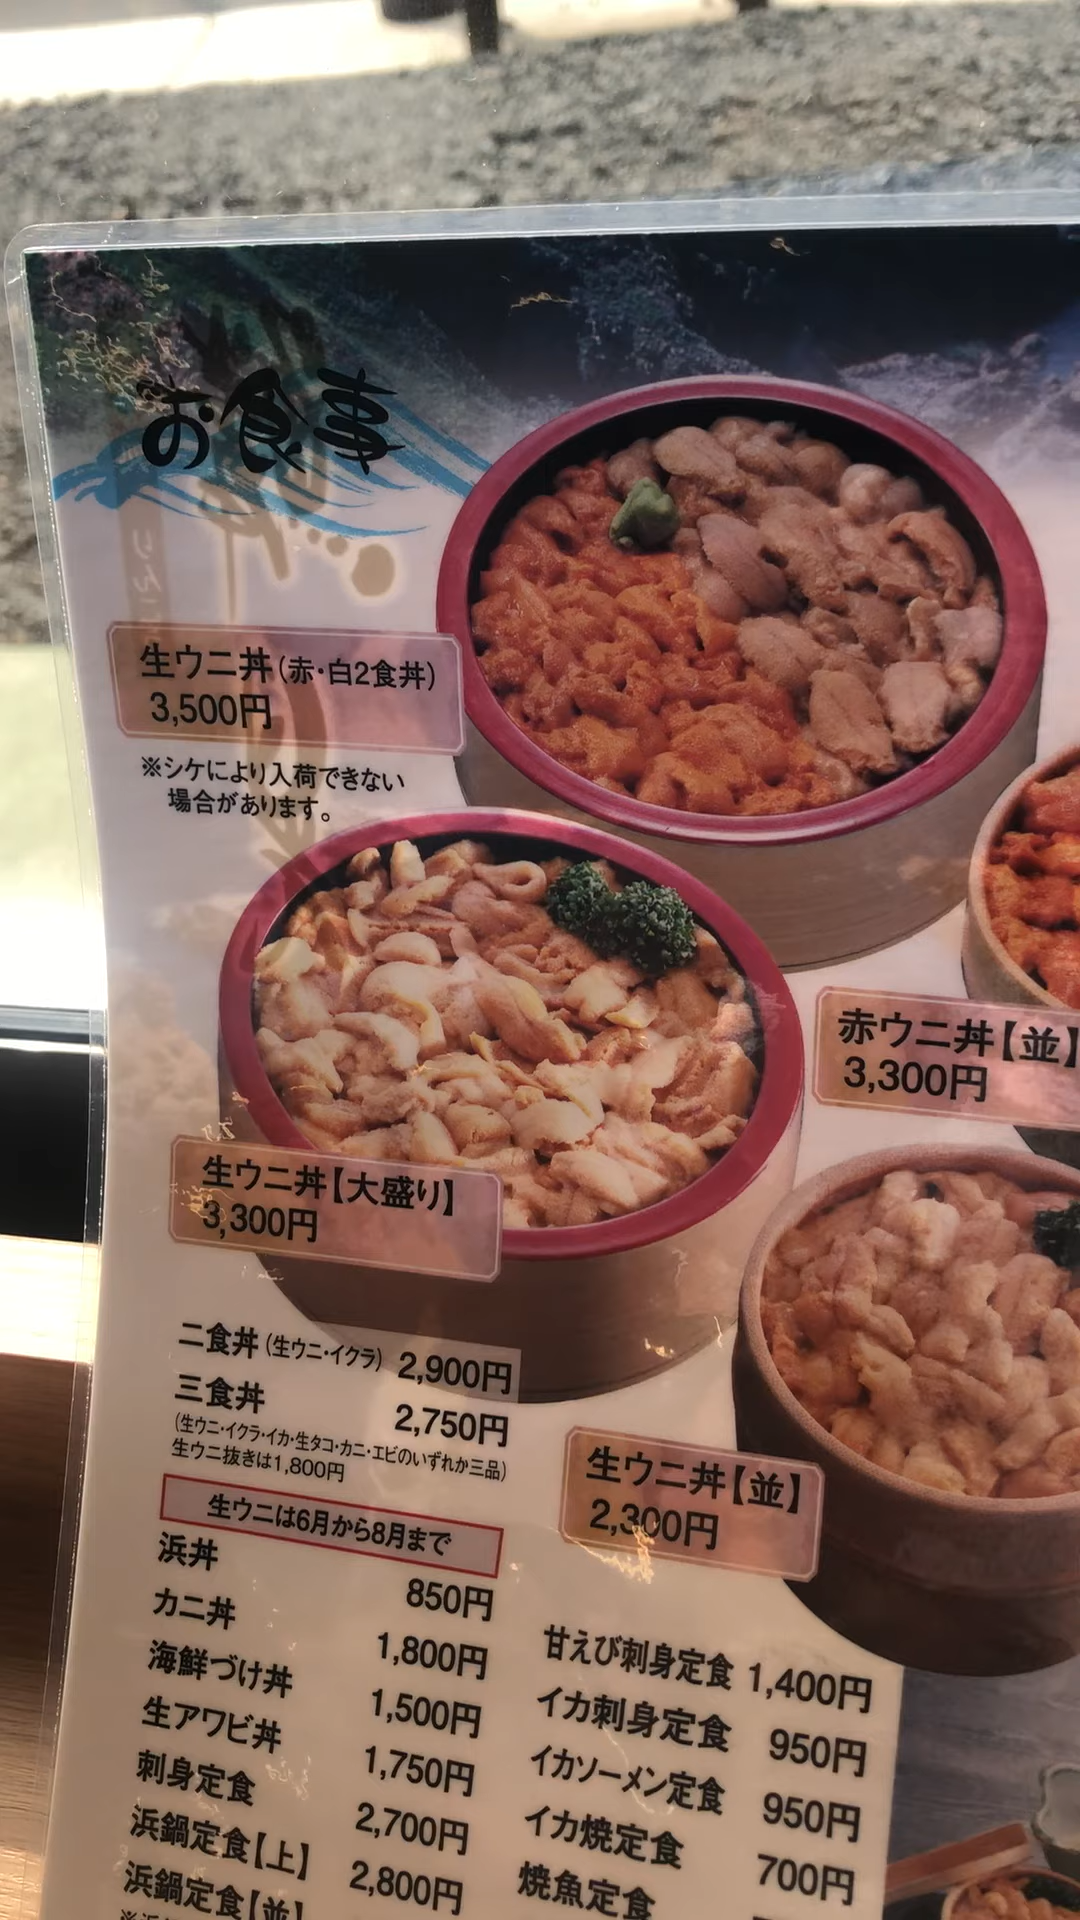 お食事
生ウニ丼(赤・白2食丼)
3,500円
※シケにより入荷できない
場合があります。
赤ウニ丼【並】
3,300円
生ウニ丼【大盛り】
3,300円
二食丼(生ウニ・イクラ) 2,900円
三食丼 2,750円
(生ウニ・イクラ・イカ・生タコ・カニ・エビのいずれか三品)
生ウニ抜きは1,800円
生ウニ丼【並】
2,300円
生ウニは6月から8月まで
浜丼 850円
カニ丼 1,800円
海鮮づけ丼 1,500円
生アワビ丼 1,750円
刺身定食 2,700円
浜鍋定食【上】 2,800円
浜鍋定食【並】
甘えび刺身定食 1,400円
イカ刺身定食 950円
イカソーメン定食 950円
イカ焼定食 700円
焼魚定食